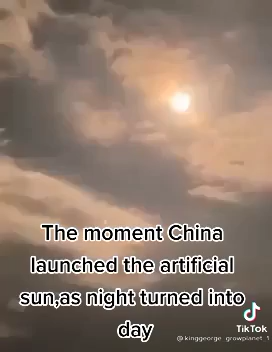 The moment China
launched the artificial
sun,as night turned into
day
TikTok
@kinggeorge_growplanet_1